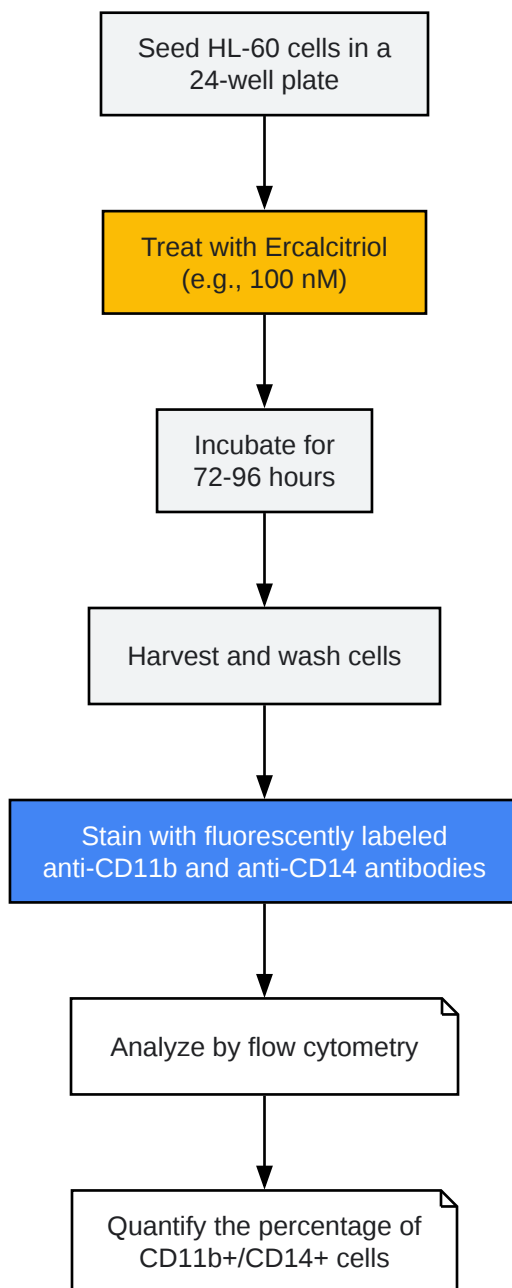 Seed HL-60 cells in a
24-well plate
Treat with Ercalcitriol
(e.g., 100 nM)
Incubate for
72-96 hours
Harvest and wash cells
Stain with fluorescently labeled
anti-CD11b and anti-CD14 antibodies
Analyze by flow cytometry
Quantify the percentage of
CD11b+/CD14+ cells